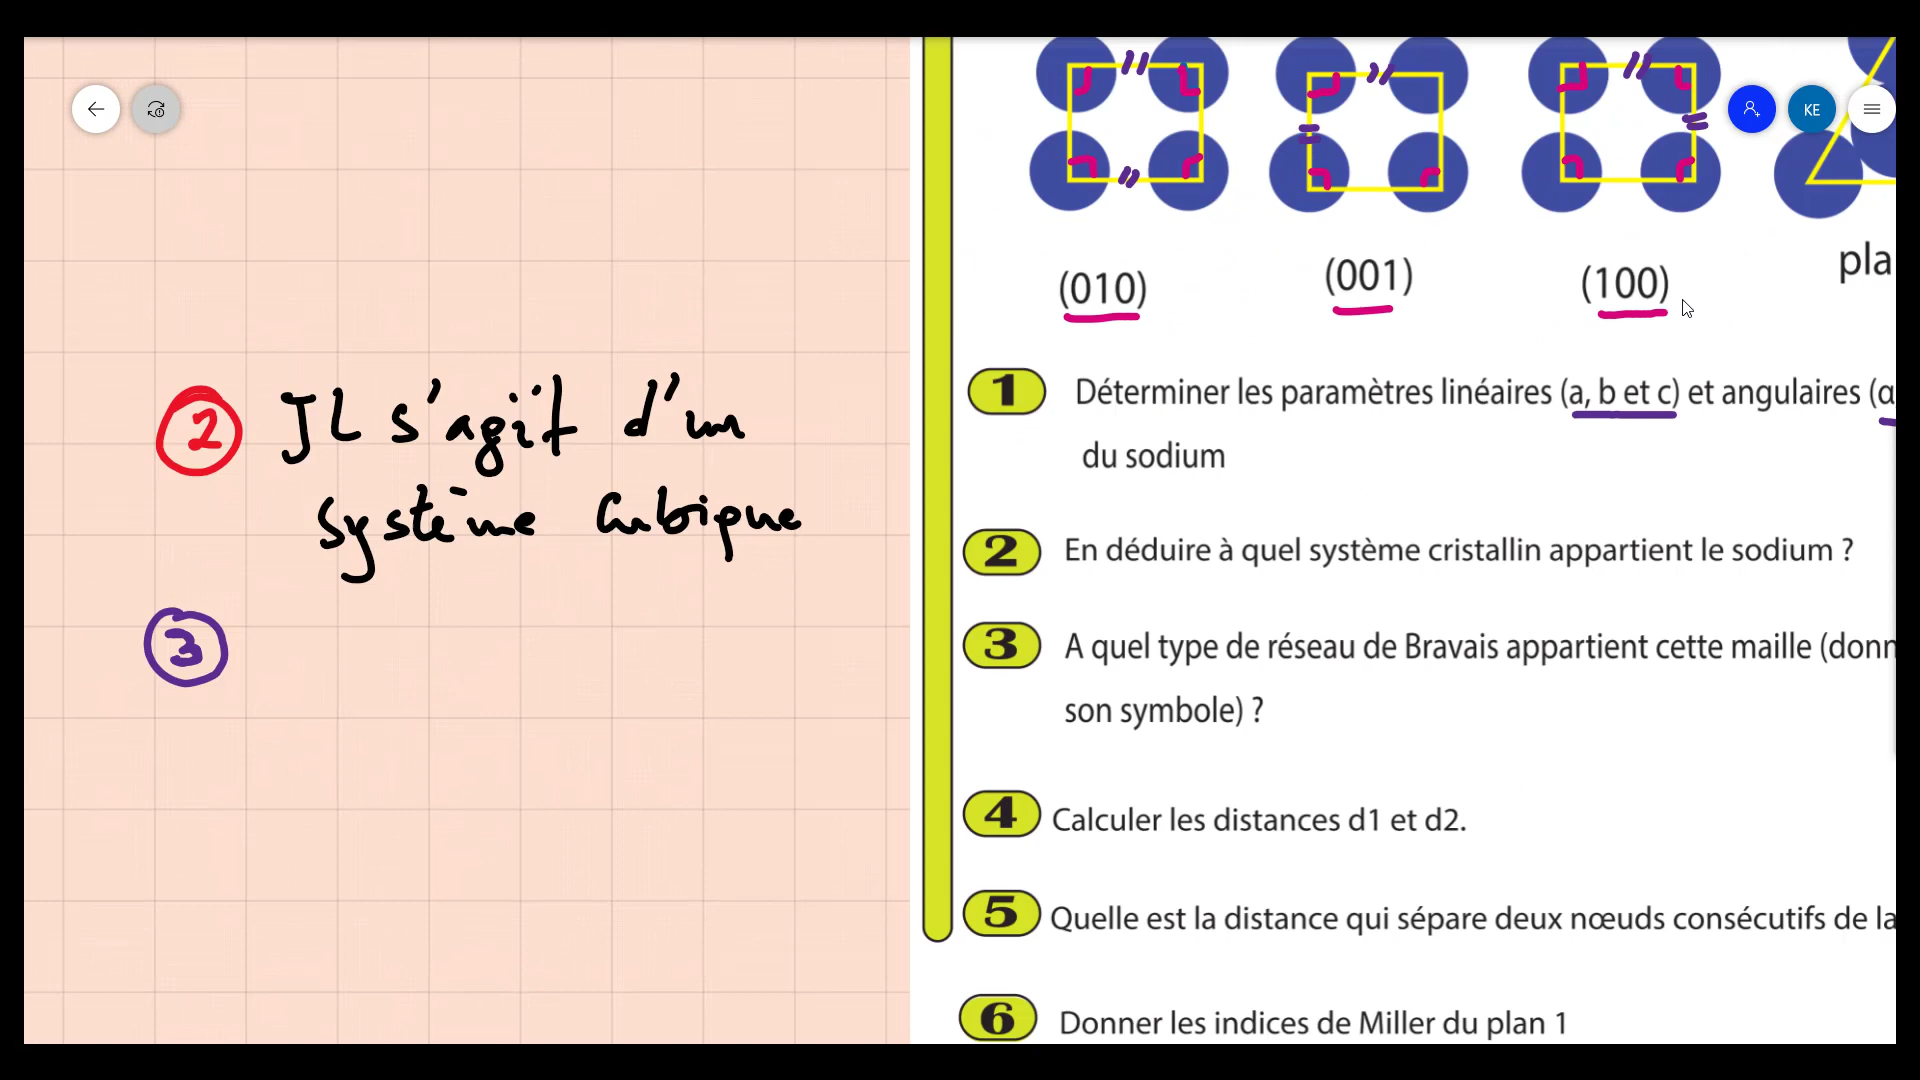 KE
(010)
(001)
(100)
pla
2 Il s'agit d'un
système cubique
3
1 Déterminer les paramètres linéaires (a, b et c) et angulaires (α
du sodium
2 En déduire à quel système cristallin appartient le sodium ?
3 A quel type de réseau de Bravais appartient cette maille (donn
son symbole) ?
4 Calculer les distances d1 et d2.
5 Quelle est la distance qui sépare deux nœuds consécutifs de la
6 Donner les indices de Miller du plan 1